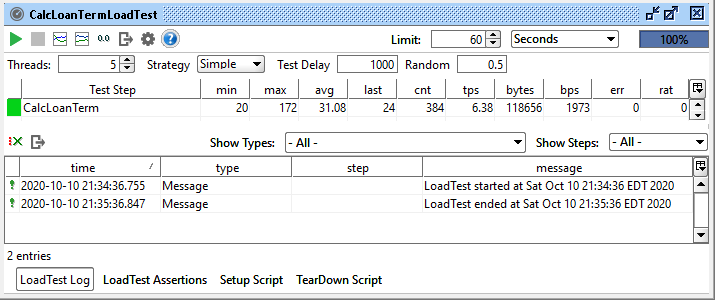 CalcLoanTermLoadTest
0.0 ? Limit: 60 Seconds 100%
Threads: 5 Strategy Simple Test Delay 1000 Random 0.5
Test Step min max avg last cnt tps bytes bps err rat
CalcLoanTerm 20 172 31.08 24 384 6.38 118656 1973 0 0
Show Types: - All - Show Steps: - All -
time type step message
2020-10-10 21:34:36.755 Message LoadTest started at Sat Oct 10 21:34:36 EDT 2020
2020-10-10 21:35:36.847 Message LoadTest ended at Sat Oct 10 21:35:36 EDT 2020
2 entries
LoadTest Log LoadTest Assertions Setup Script TearDown Script